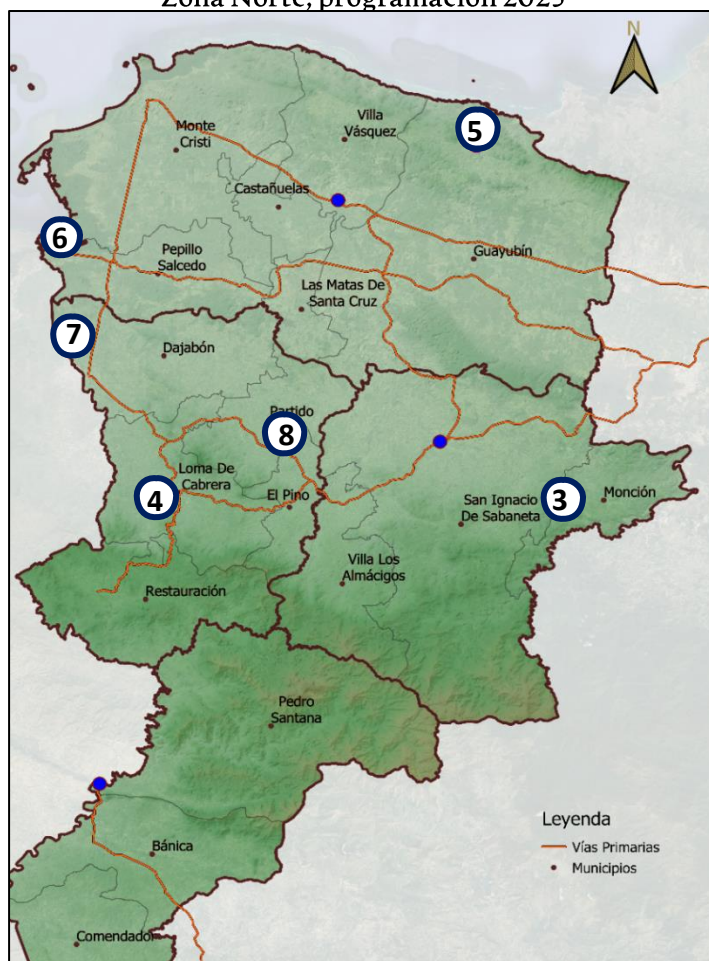 Zona Norte, programación 2025
N
Villa
Vásquez
5
Monte
Cristi
Castañuelas
6
Guayubín
Pepillo
Salcedo
Las Matas De
Santa Cruz
7
Dajabón
Partido
8
Loma De
Cabrera
4
El Pino
San Ignacio
De Sabaneta
3
Monción
Villa Los
Almácigos
Restauración
Pedro
Santana
Leyenda
Vías Primarias
Municipios
Bánica
Comendador